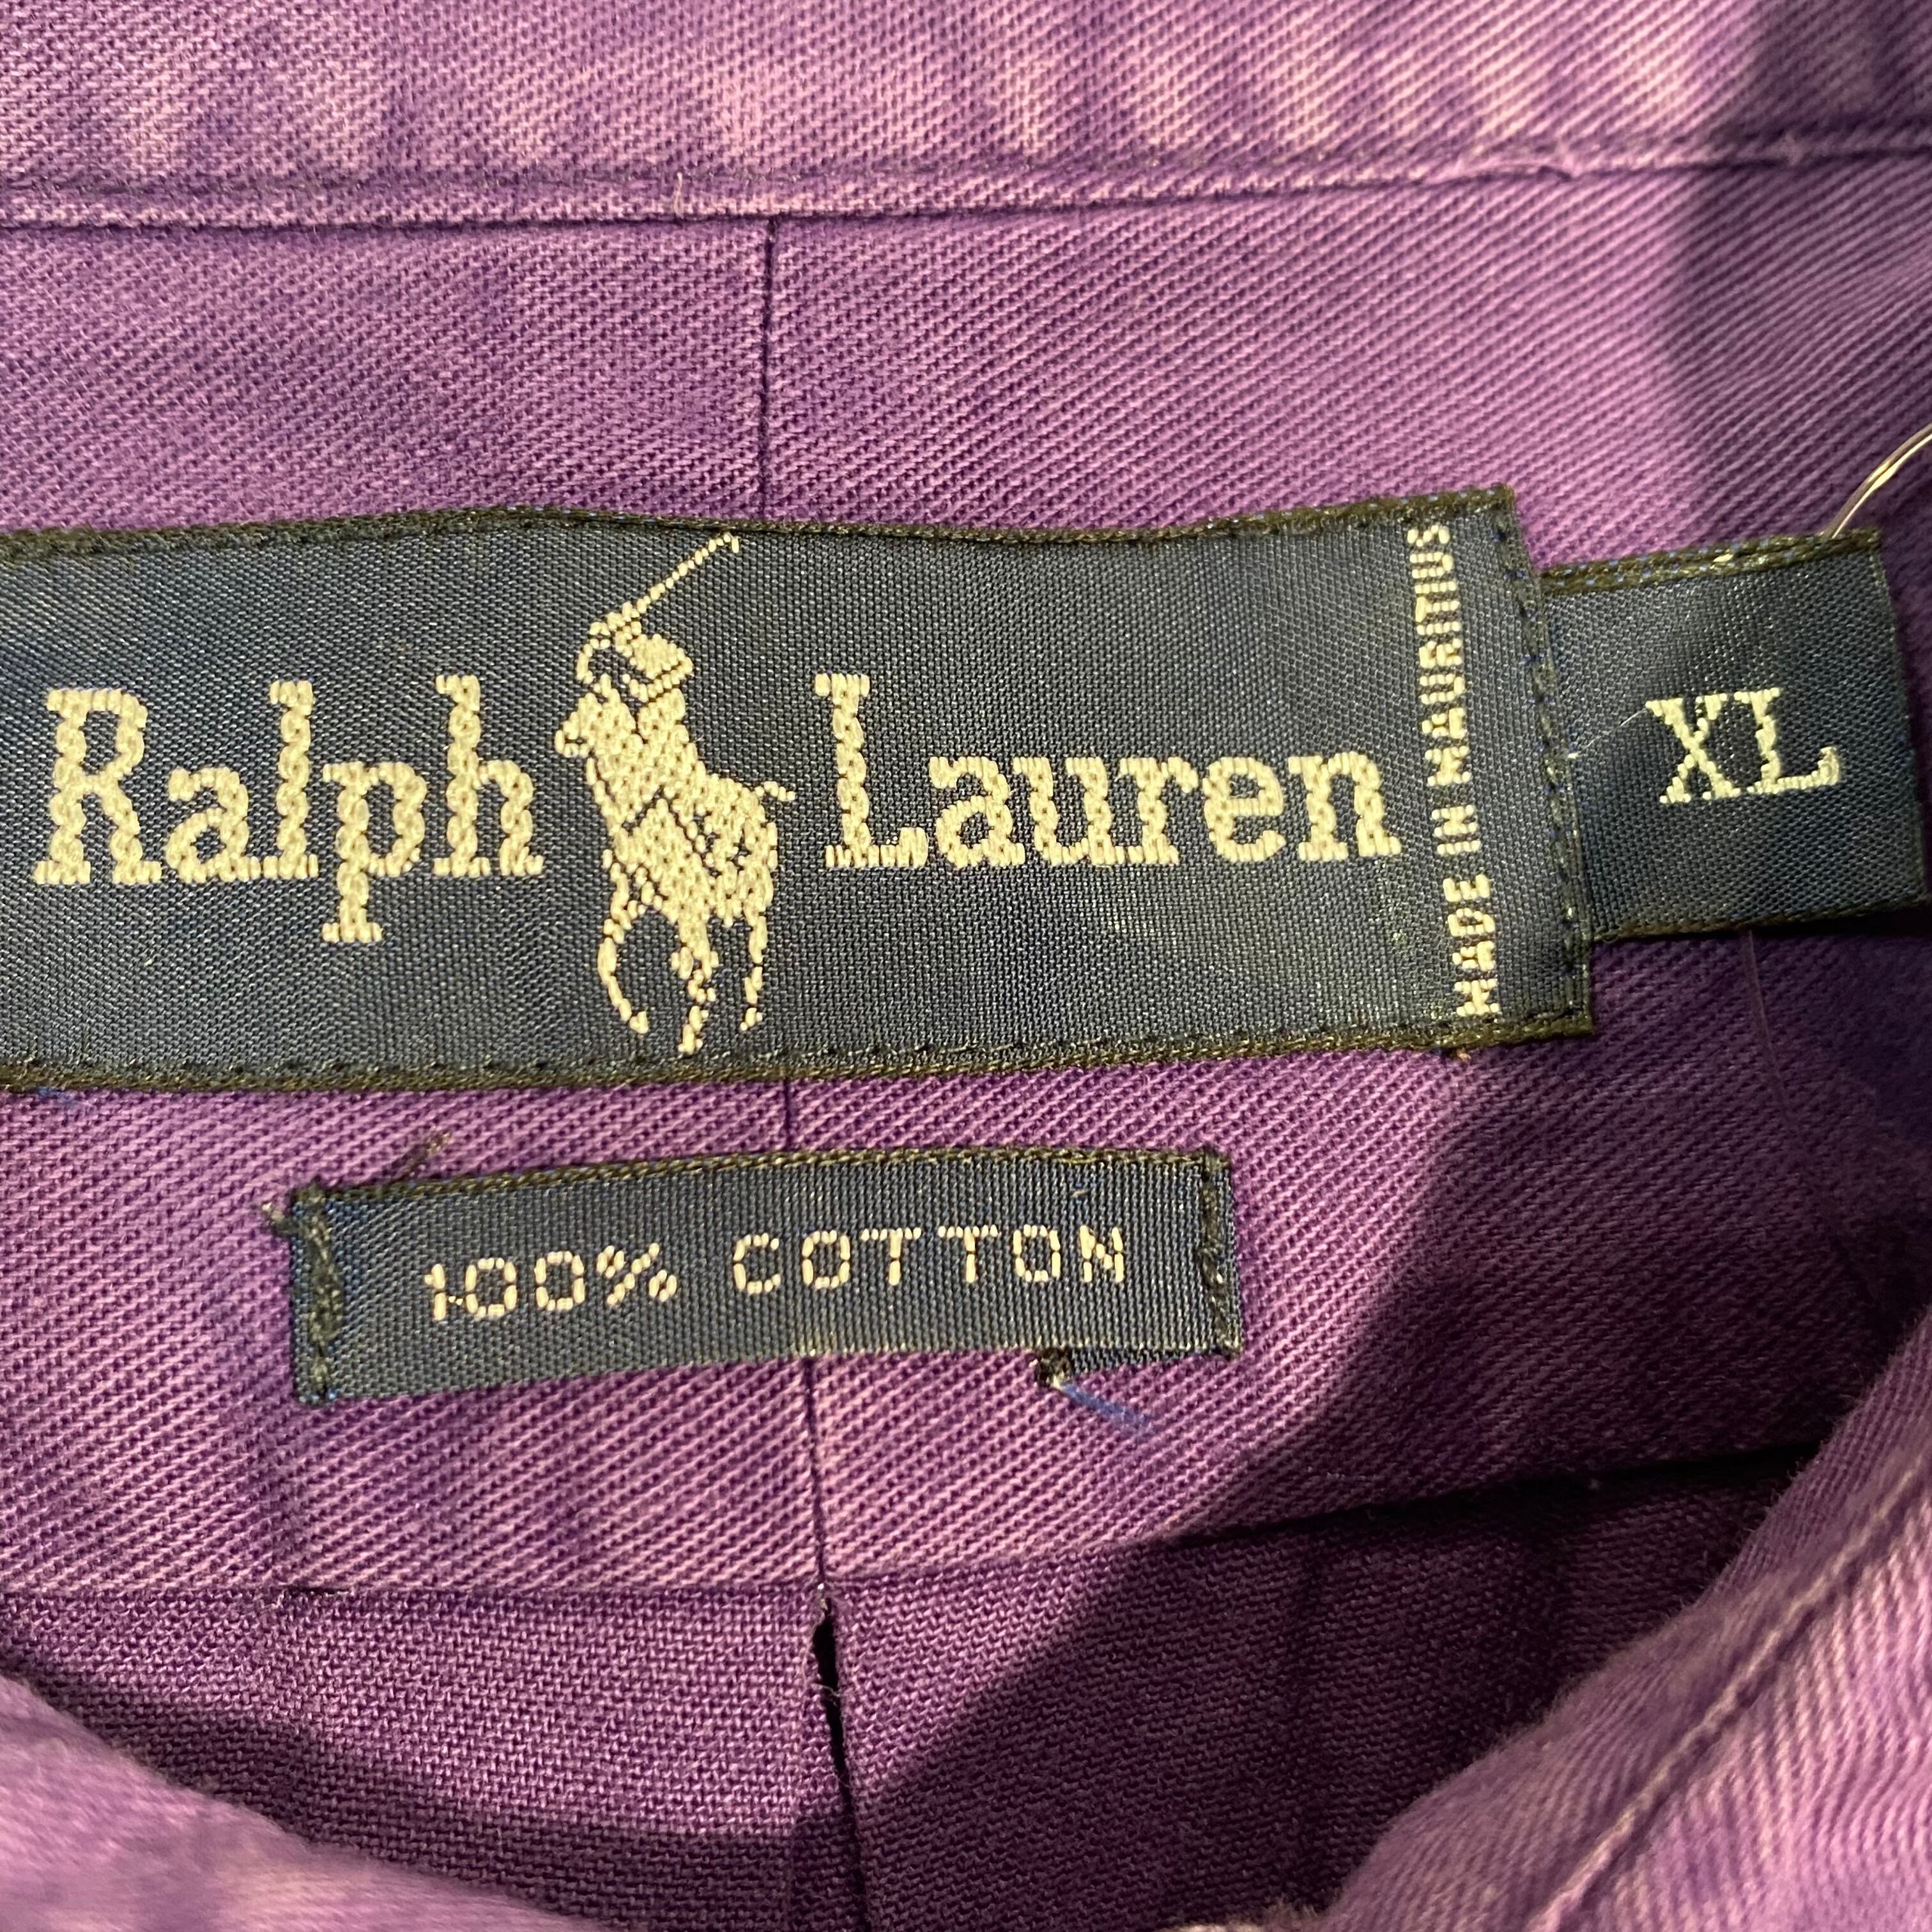 Ralph Lauren
MADE IN MAURITIUS
XL
100% COTTON